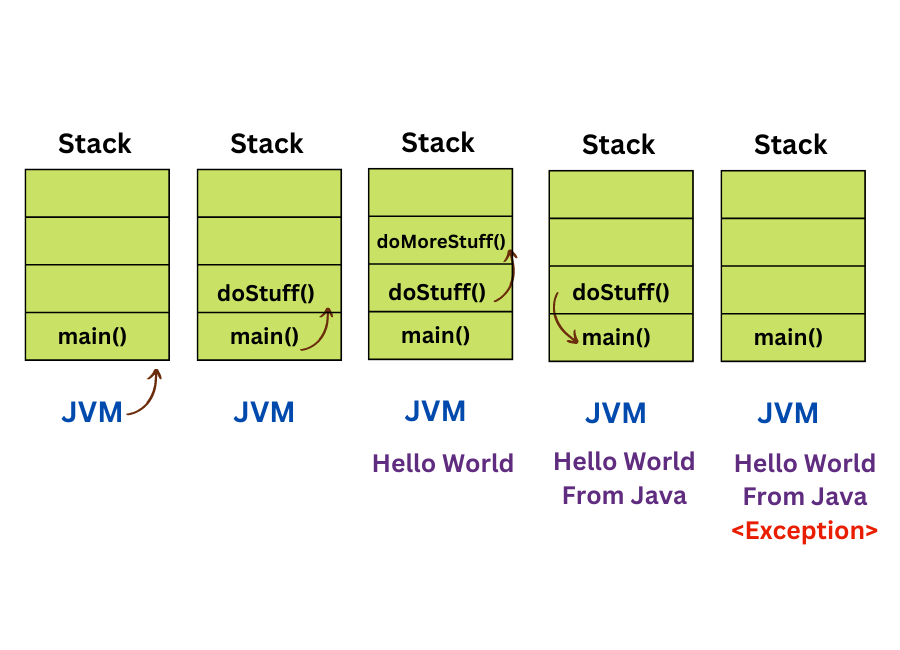 Stack
main()
JVM
Stack
doStuff()
main()
JVM
Stack
doMoreStuff()
doStuff()
main()
JVM
Hello World
Stack
doStuff()
main()
JVM
Hello World
From Java
Stack
main()
JVM
Hello World
From Java
<Exception>